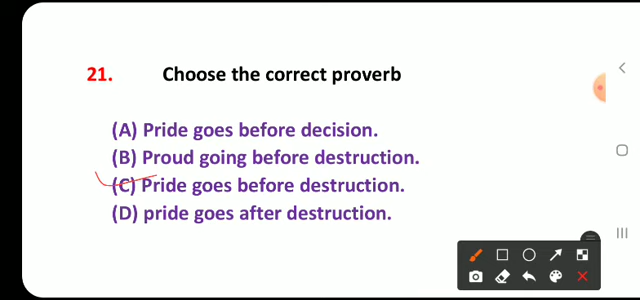 21. Choose the correct proverb
(A) Pride goes before decision.
(B) Proud going before destruction.
(C) Pride goes before destruction.
(D) pride goes after destruction.